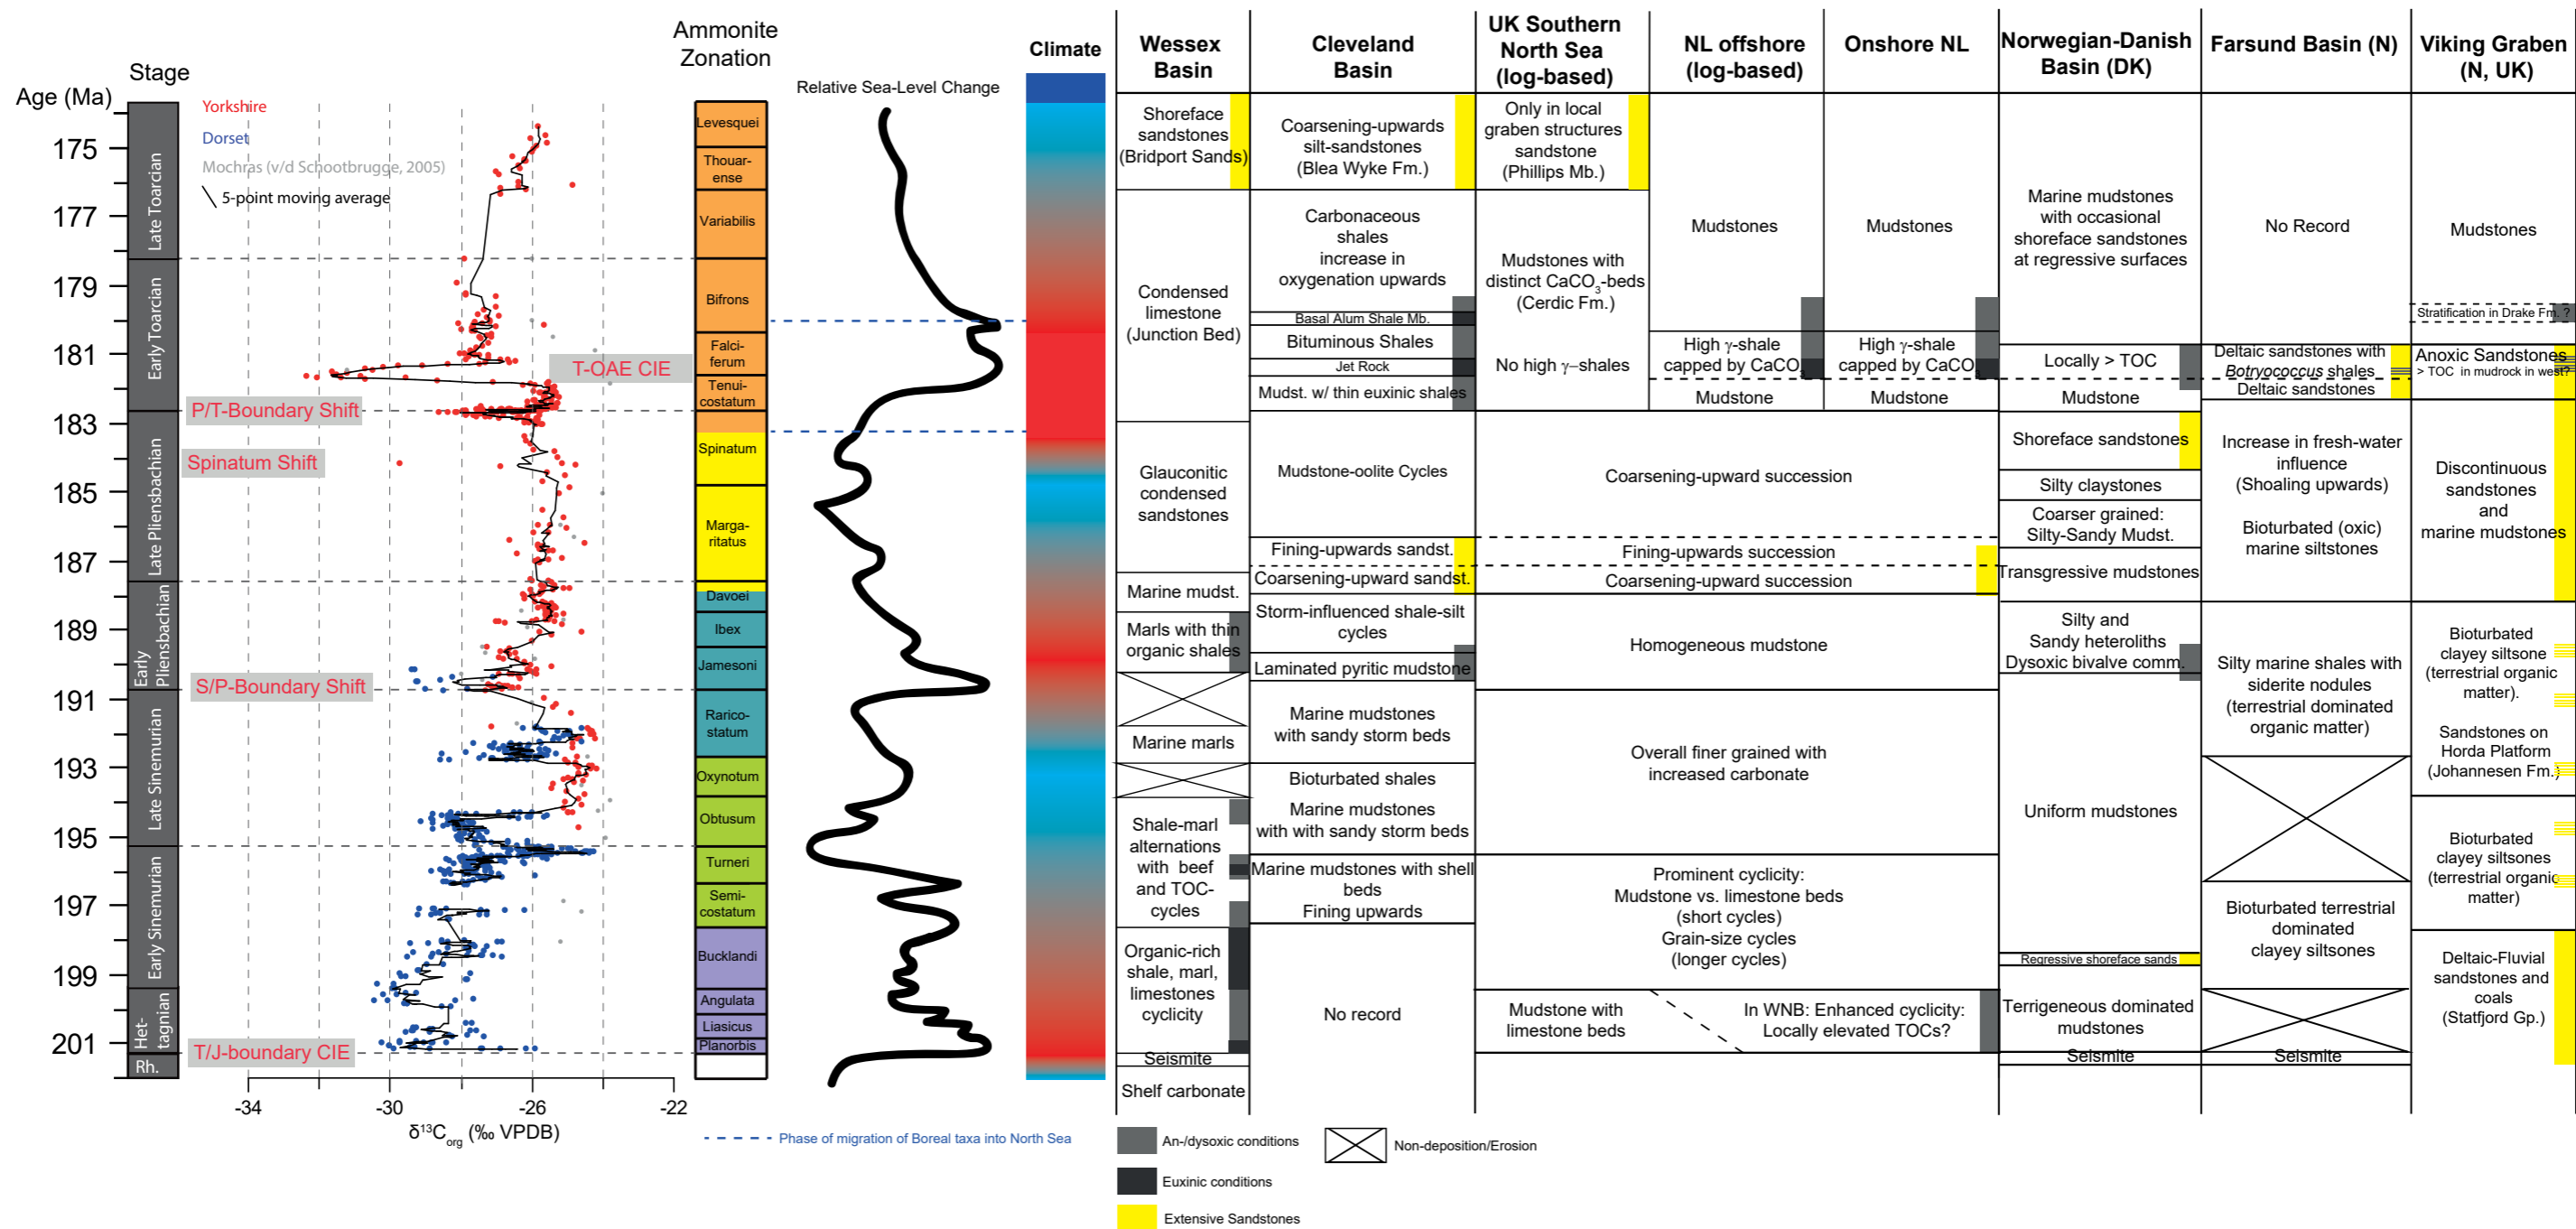 Age (Ma)
Stage
Ammonite
Zonation
Relative Sea-Level Change
Climate
Wessex
Basin
Cleveland
Basin
UK Southern
North Sea
(log-based)
NL offshore
(log-based)
Onshore NL
Norwegian-Danish
Basin (DK)
Farsund Basin (N)
Viking Graben
(N, UK)
175
177
179
181
183
185
187
189
191
193
195
197
199
201
Late Toarcian
Early Toarcian
Late Pliensbachian
Early
Pliensbachian
Late Sinemurian
Early Sinemurian
Het-
tagnian
Rh.
Yorkshire
Dorset
Mochras (v/d Schootbrugge, 2005)
5-point moving average
T-OAE CIE
P/T-Boundary Shift
Spinatum Shift
S/P-Boundary Shift
T/J-boundary CIE
-34
-30
-26
-22
δ¹³Corg (‰ VPDB)
Levesquei
Thouar-
ense
Variabilis
Bifrons
Falci-
ferum
Tenui-
costatum
Spinatum
Marga-
ritatus
Davoei
Ibex
Jamesoni
Rarico-
statum
Oxynotum
Obtusum
Turneri
Semi-
costatum
Bucklandi
Angulata
Liasicus
Planorbis
Phase of migration of Boreal taxa into North Sea
Shoreface
sandstones
(Bridport Sands)
Condensed
limestone
(Junction Bed)
Glauconitic
condensed
sandstones
Marine mudst.
Marls with thin
organic shales
Marine marls
Shale-marl
alternations
with beef
and TOC-
cycles
Organic-rich
shale, marl,
limestones
cyclicity
Seismite
Shelf carbonate
Coarsening-upwards
silt-sandstones
(Blea Wyke Fm.)
Carbonaceous
shales
increase in
oxygenation upwards
Basal Alum Shale Mb.
Bituminous Shales
Jet Rock
Mudst. w/ thin euxinic shales
Mudstone-oolite Cycles
Fining-upwards sandst.
Coarsening-upward sandst.
Storm-influenced shale-silt
cycles
Laminated pyritic mudstone
Marine mudstones
with sandy storm beds
Bioturbated shales
Marine mudstones
with with sandy storm beds
Marine mudstones with shell
beds
Fining upwards
No record
Only in local
graben structures
sandstone
(Phillips Mb.)
Mudstones with
distinct CaCO3-beds
(Cerdic Fm.)
No high γ–shales
Mudstones
High γ-shale
capped by CaCO
Mudstone
Mudstones
High γ-shale
capped by CaCO
Mudstone
Coarsening-upward succession
Fining-upwards succession
Coarsening-upward succession
Homogeneous mudstone
Overall finer grained with
increased carbonate
Prominent cyclicity:
Mudstone vs. limestone beds
(short cycles)
Grain-size cycles
(longer cycles)
Mudstone with
limestone beds
In WNB: Enhanced cyclicity:
Locally elevated TOCs?
Marine mudstones
with occasional
shoreface sandstones
at regressive surfaces
Locally > TOC
Mudstone
Shoreface sandstones
Silty claystones
Coarser grained:
Silty-Sandy Mudst.
Transgressive mudstones
Silty and
Sandy heteroliths
Dysoxic bivalve comm.
Uniform mudstones
Regressive shoreface sands
Terrigeneous dominated
mudstones
Seismite
No Record
Deltaic sandstones with
Botryococcus shales
Deltaic sandstones
Increase in fresh-water
influence
(Shoaling upwards)
Bioturbated (oxic)
marine siltstones
Silty marine shales with
siderite nodules
(terrestrial dominated
organic matter)
Bioturbated terrestrial
dominated
clayey siltsones
Seismite
Mudstones
Stratification in Drake Fm. ?
Anoxic Sandstones
> TOC in mudrock in west?
Discontinuous
sandstones
and
marine mudstones
Bioturbated
clayey siltsone
(terrestrial organic
matter).
Sandstones on
Horda Platform
(Johannesen Fm.)
Bioturbated
clayey siltsones
(terrestrial organic
matter)
Deltaic-Fluvial
sandstones and
coals
(Statfjord Gp.)
An-/dysoxic conditions
Non-deposition/Erosion
Euxinic conditions
Extensive Sandstones